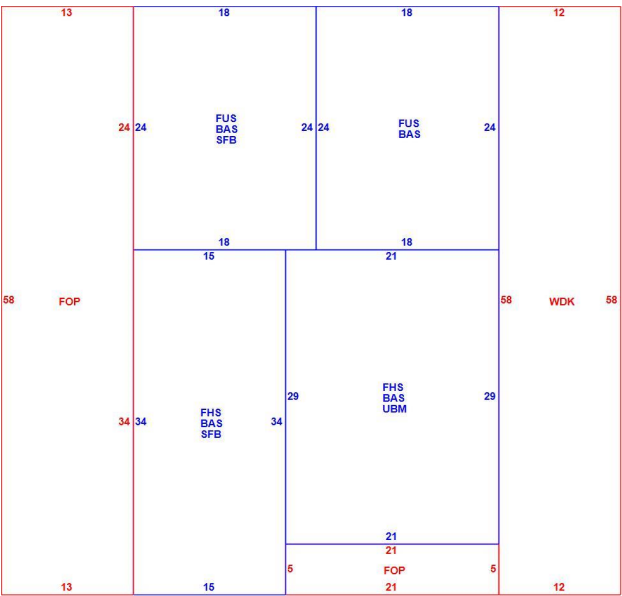 13 18 18 12
FUS
BAS
SFB
FUS
BAS
24 24 24 24 24
18 18
15 21
58 FOP 58 WDK 58
FHS
BAS
UBM
29 29
FHS
BAS
SFB
34 34 34
21
21
5 FOP 5
13 15 21 12